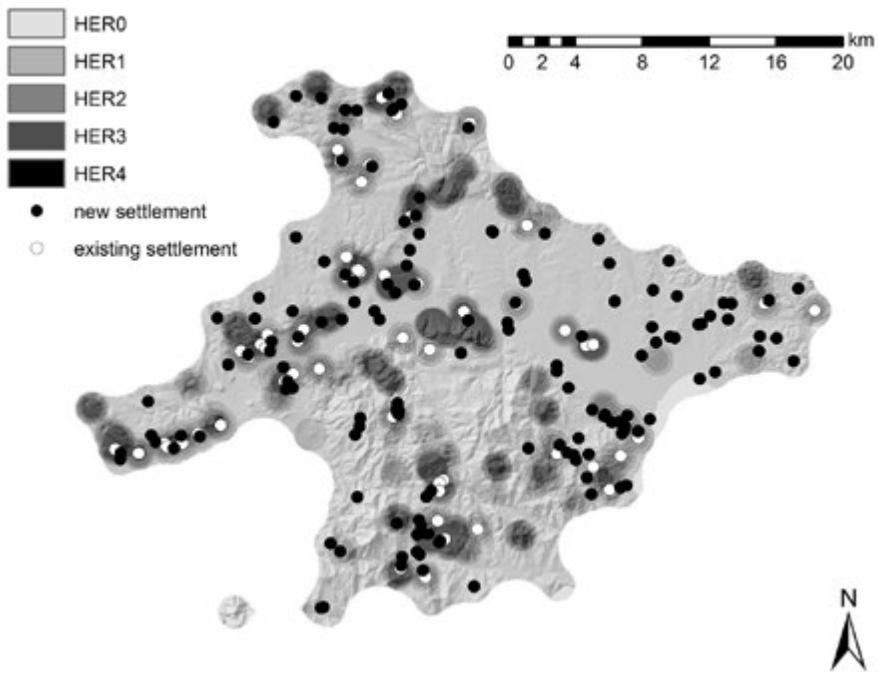 HER0
HER1
HER2
HER3
HER4
new settlement
existing settlement
km
0 2 4 8 12 16 20
N